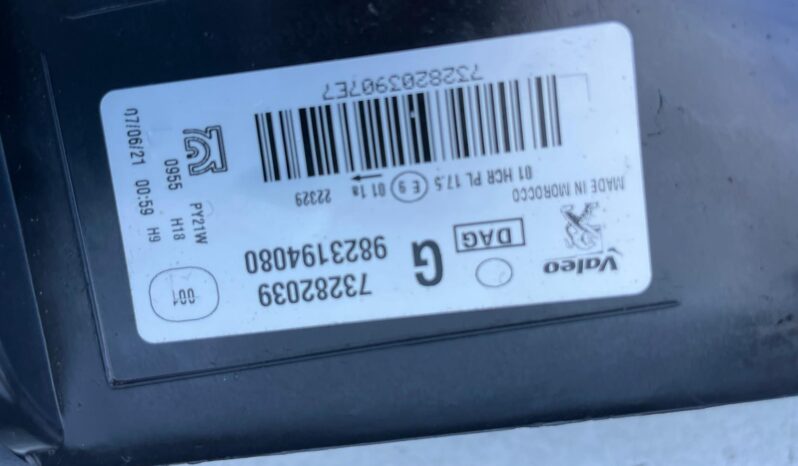 Valeo
DAG
G
73282039
9823194080
001
MADE IN MOROCCO
01 HCR PL 17.5
E 9 01 1a
22329
PY21W
H18
H9
0955
07/06/21 00:59
7328203907E7